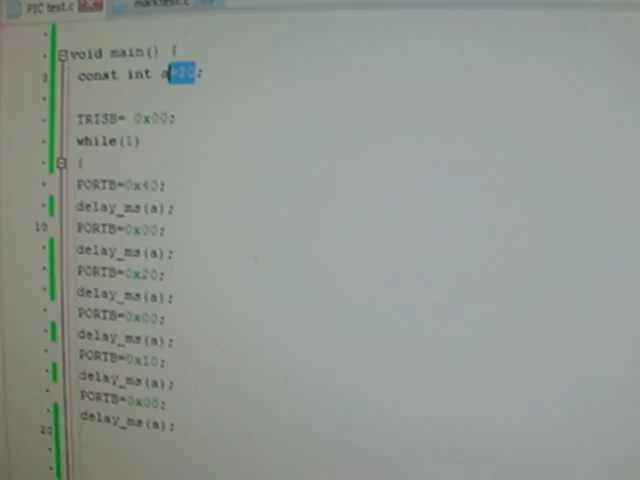 PIC test.c
void main() {
3 const int a=20;
TRISB= 0x00;
while(1)
{
PORTB=0x40;
delay_ms(a);
10 PORTB=0x00;
delay_ms(a);
PORTB=0x20;
delay_ms(a);
PORTB=0x00;
delay_ms(a);
PORTB=0x10;
delay_ms(a);
PORTB=0x00;
20 delay_ms(a);